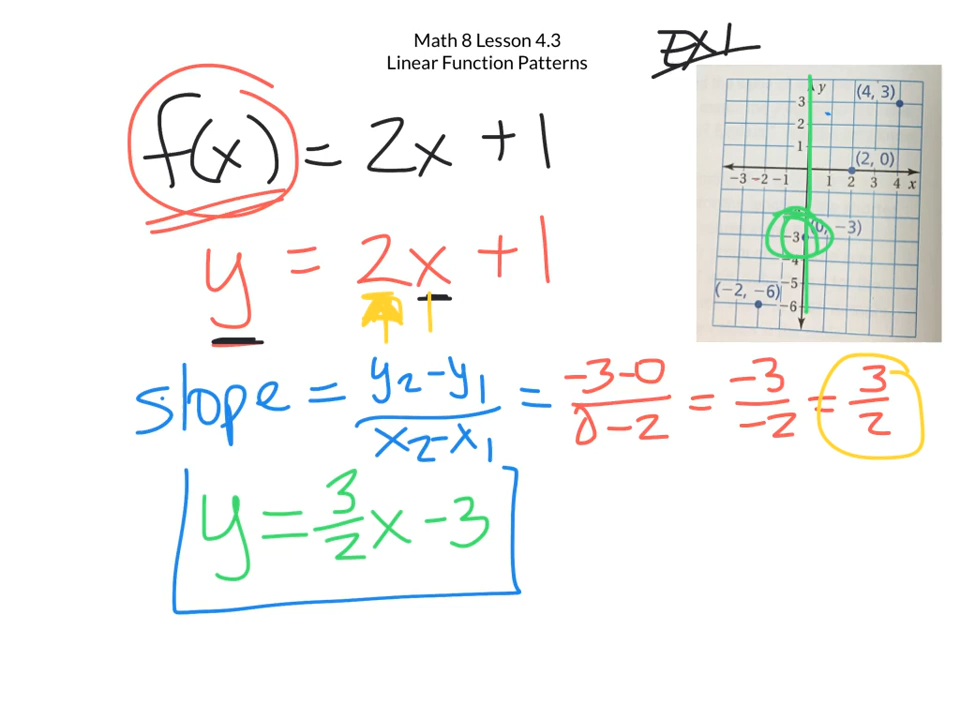 Math 8 Lesson 4.3
Linear Function Patterns
EX1
f(x) = 2x + 1
y = 2x + 1
slope = y₂-y₁/x₂-x₁ = -3-0/0-2 = -3/-2 = 3/2
y = 3/2x - 3
y
3
2
1
-3 -2 -1 1 2 3 4 x
-3
-4
-5
-6
(4, 3)
(2, 0)
(0, -3)
(-2, -6)